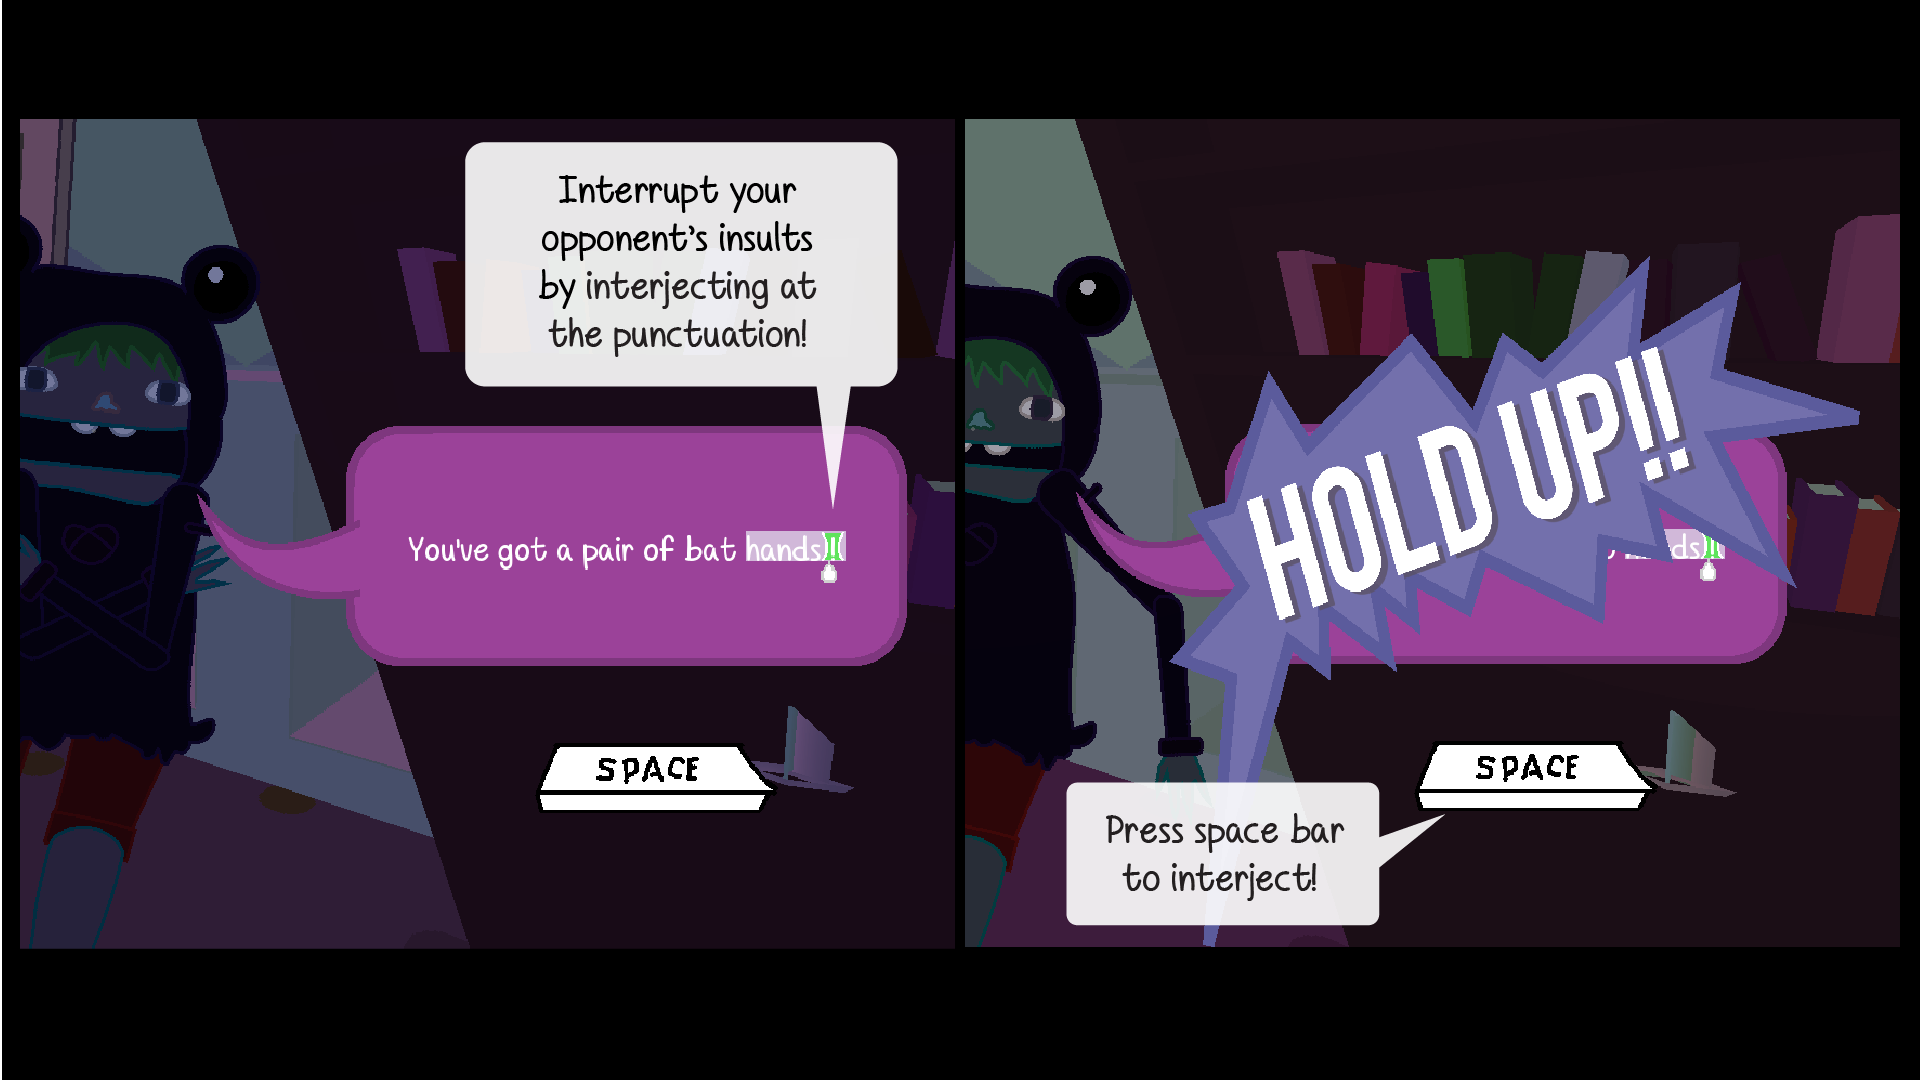 Interrupt your
opponent's insults
by interjecting at
the punctuation!
You've got a pair of bat hands
SPACE
HOLD UP!!
SPACE
Press space bar
to interject!